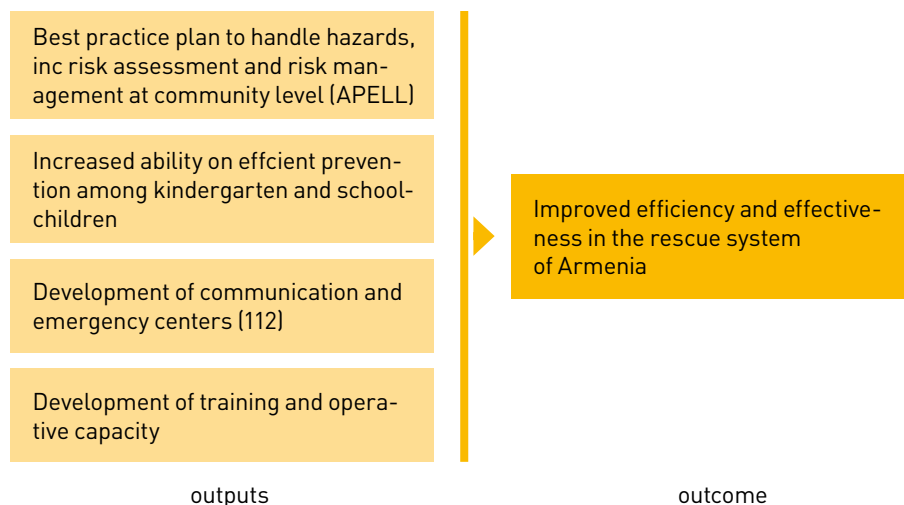 Best practice plan to handle hazards,
inc risk assessment and risk man-
agement at community level (APELL)
Increased ability on effcient preven-
tion among kindergarten and school-
children
Development of communication and
emergency centers (112)
Development of training and opera-
tive capacity
Improved efficiency and effective-
ness in the rescue system
of Armenia
outputs
outcome